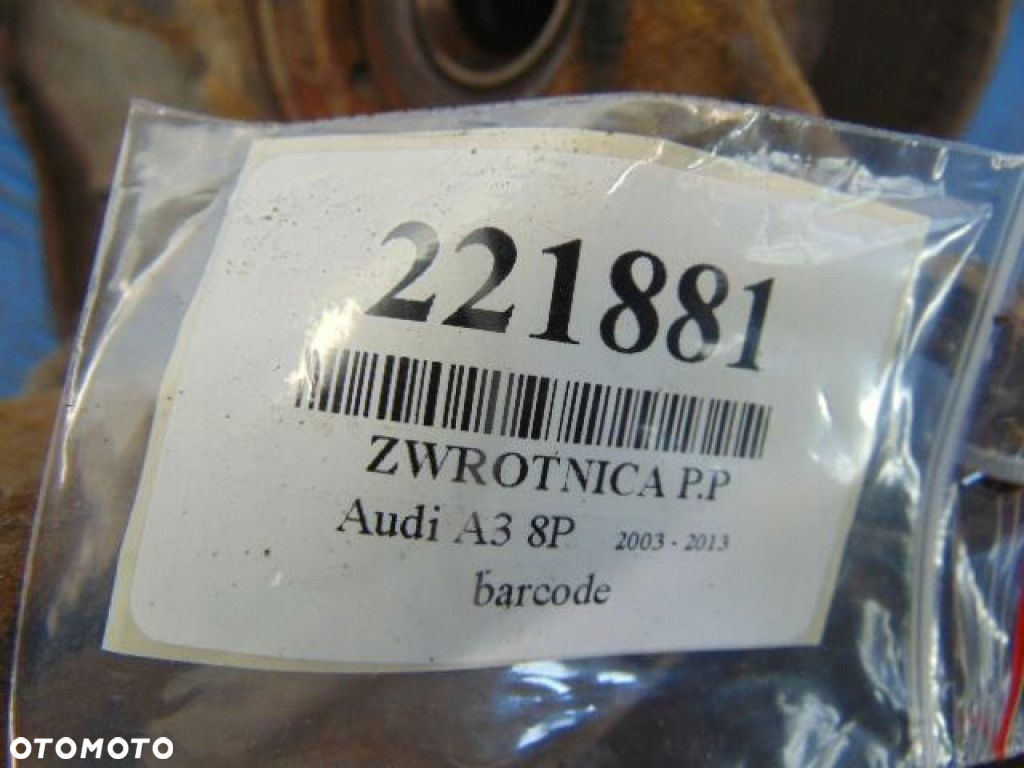 221881
ZWROTNICA P.P
Audi A3 8P 2003 - 2013
barcode
OTOMOTO